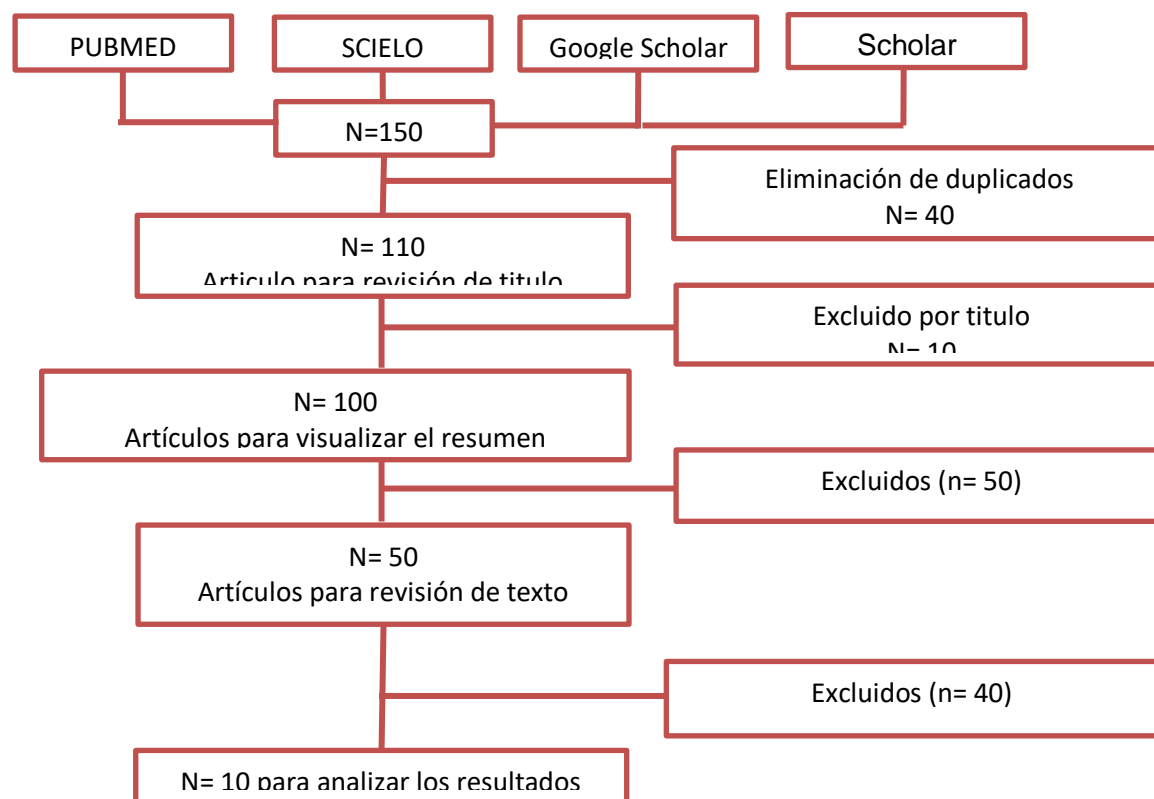 PUBMED
SCIELO
Google Scholar
Scholar
N=150
Eliminación de duplicados
N= 40
N= 110
Articulo para revisión de titulo
Excluido por titulo
N= 10
N= 100
Artículos para visualizar el resumen
Excluidos (n= 50)
N= 50
Artículos para revisión de texto
Excluidos (n= 40)
N= 10 para analizar los resultados